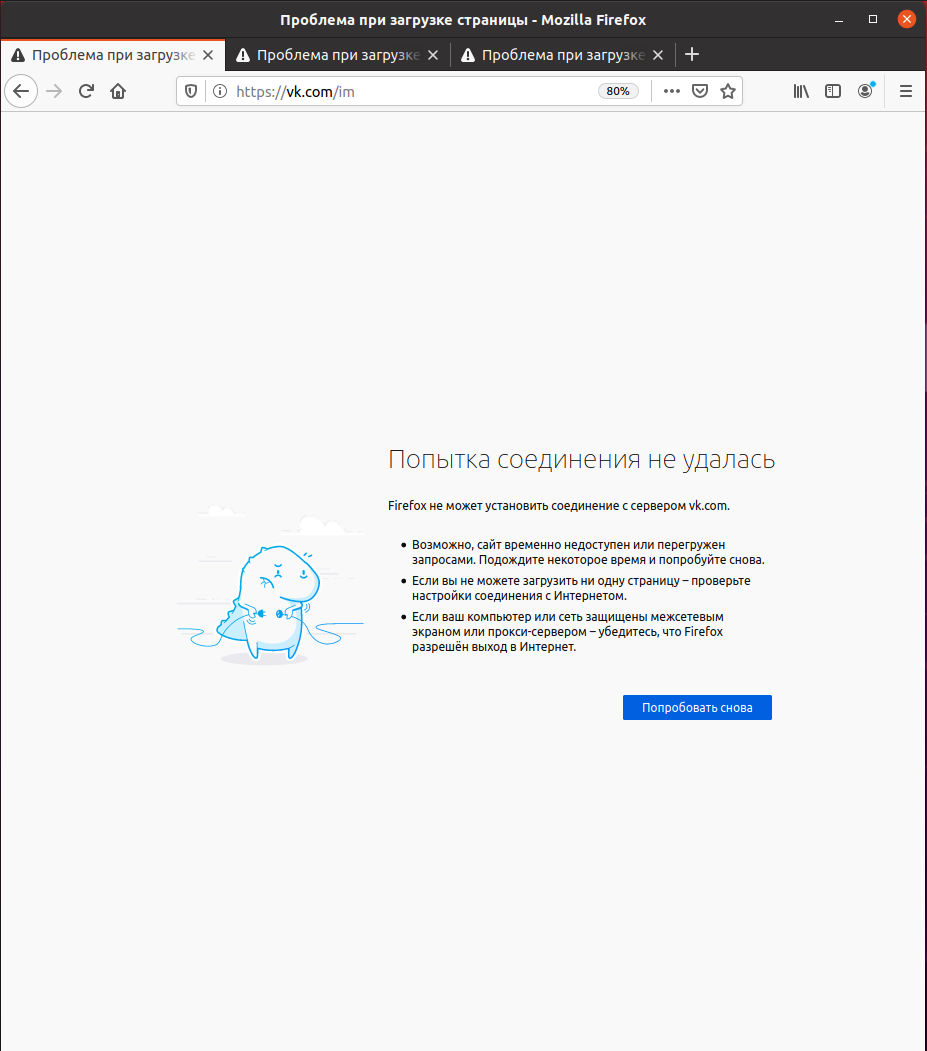 Проблема при загрузке страницы - Mozilla Firefox
Проблема при загрузке
Проблема при загрузке
Проблема при загрузке
https://vk.com/im
80%
Попытка соединения не удалась
Firefox не может установить соединение с сервером vk.com.
Возможно, сайт временно недоступен или перегружен
запросами. Подождите некоторое время и попробуйте снова.
Если вы не можете загрузить ни одну страницу – проверьте
настройки соединения с Интернетом.
Если ваш компьютер или сеть защищены межсетевым
экраном или прокси-сервером – убедитесь, что Firefox
разрешён выход в Интернет.
Попробовать снова